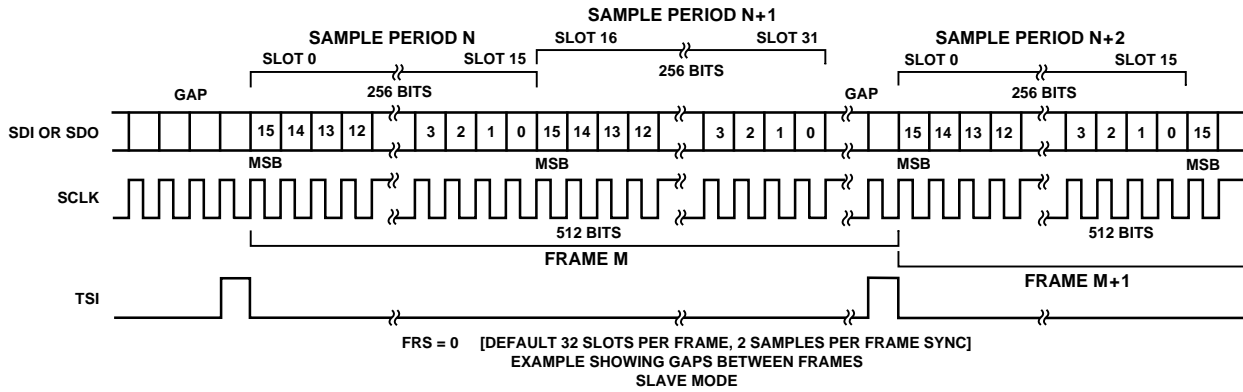 SAMPLE PERIOD N+1
SAMPLE PERIOD N
SLOT 16
SLOT 31
SAMPLE PERIOD N+2
SLOT 0
SLOT 15
256 BITS
SLOT 0
SLOT 15
GAP
256 BITS
GAP
256 BITS
SDI OR SDO
15 14 13 12 3 2 1 0 15 14 13 12 3 2 1 0 15 14 13 12 3 2 1 0 15
MSB
MSB
MSB
MSB
SCLK
512 BITS
512 BITS
FRAME M
FRAME M+1
TSI
FRS = 0 [DEFAULT 32 SLOTS PER FRAME, 2 SAMPLES PER FRAME SYNC]
EXAMPLE SHOWING GAPS BETWEEN FRAMES
SLAVE MODE